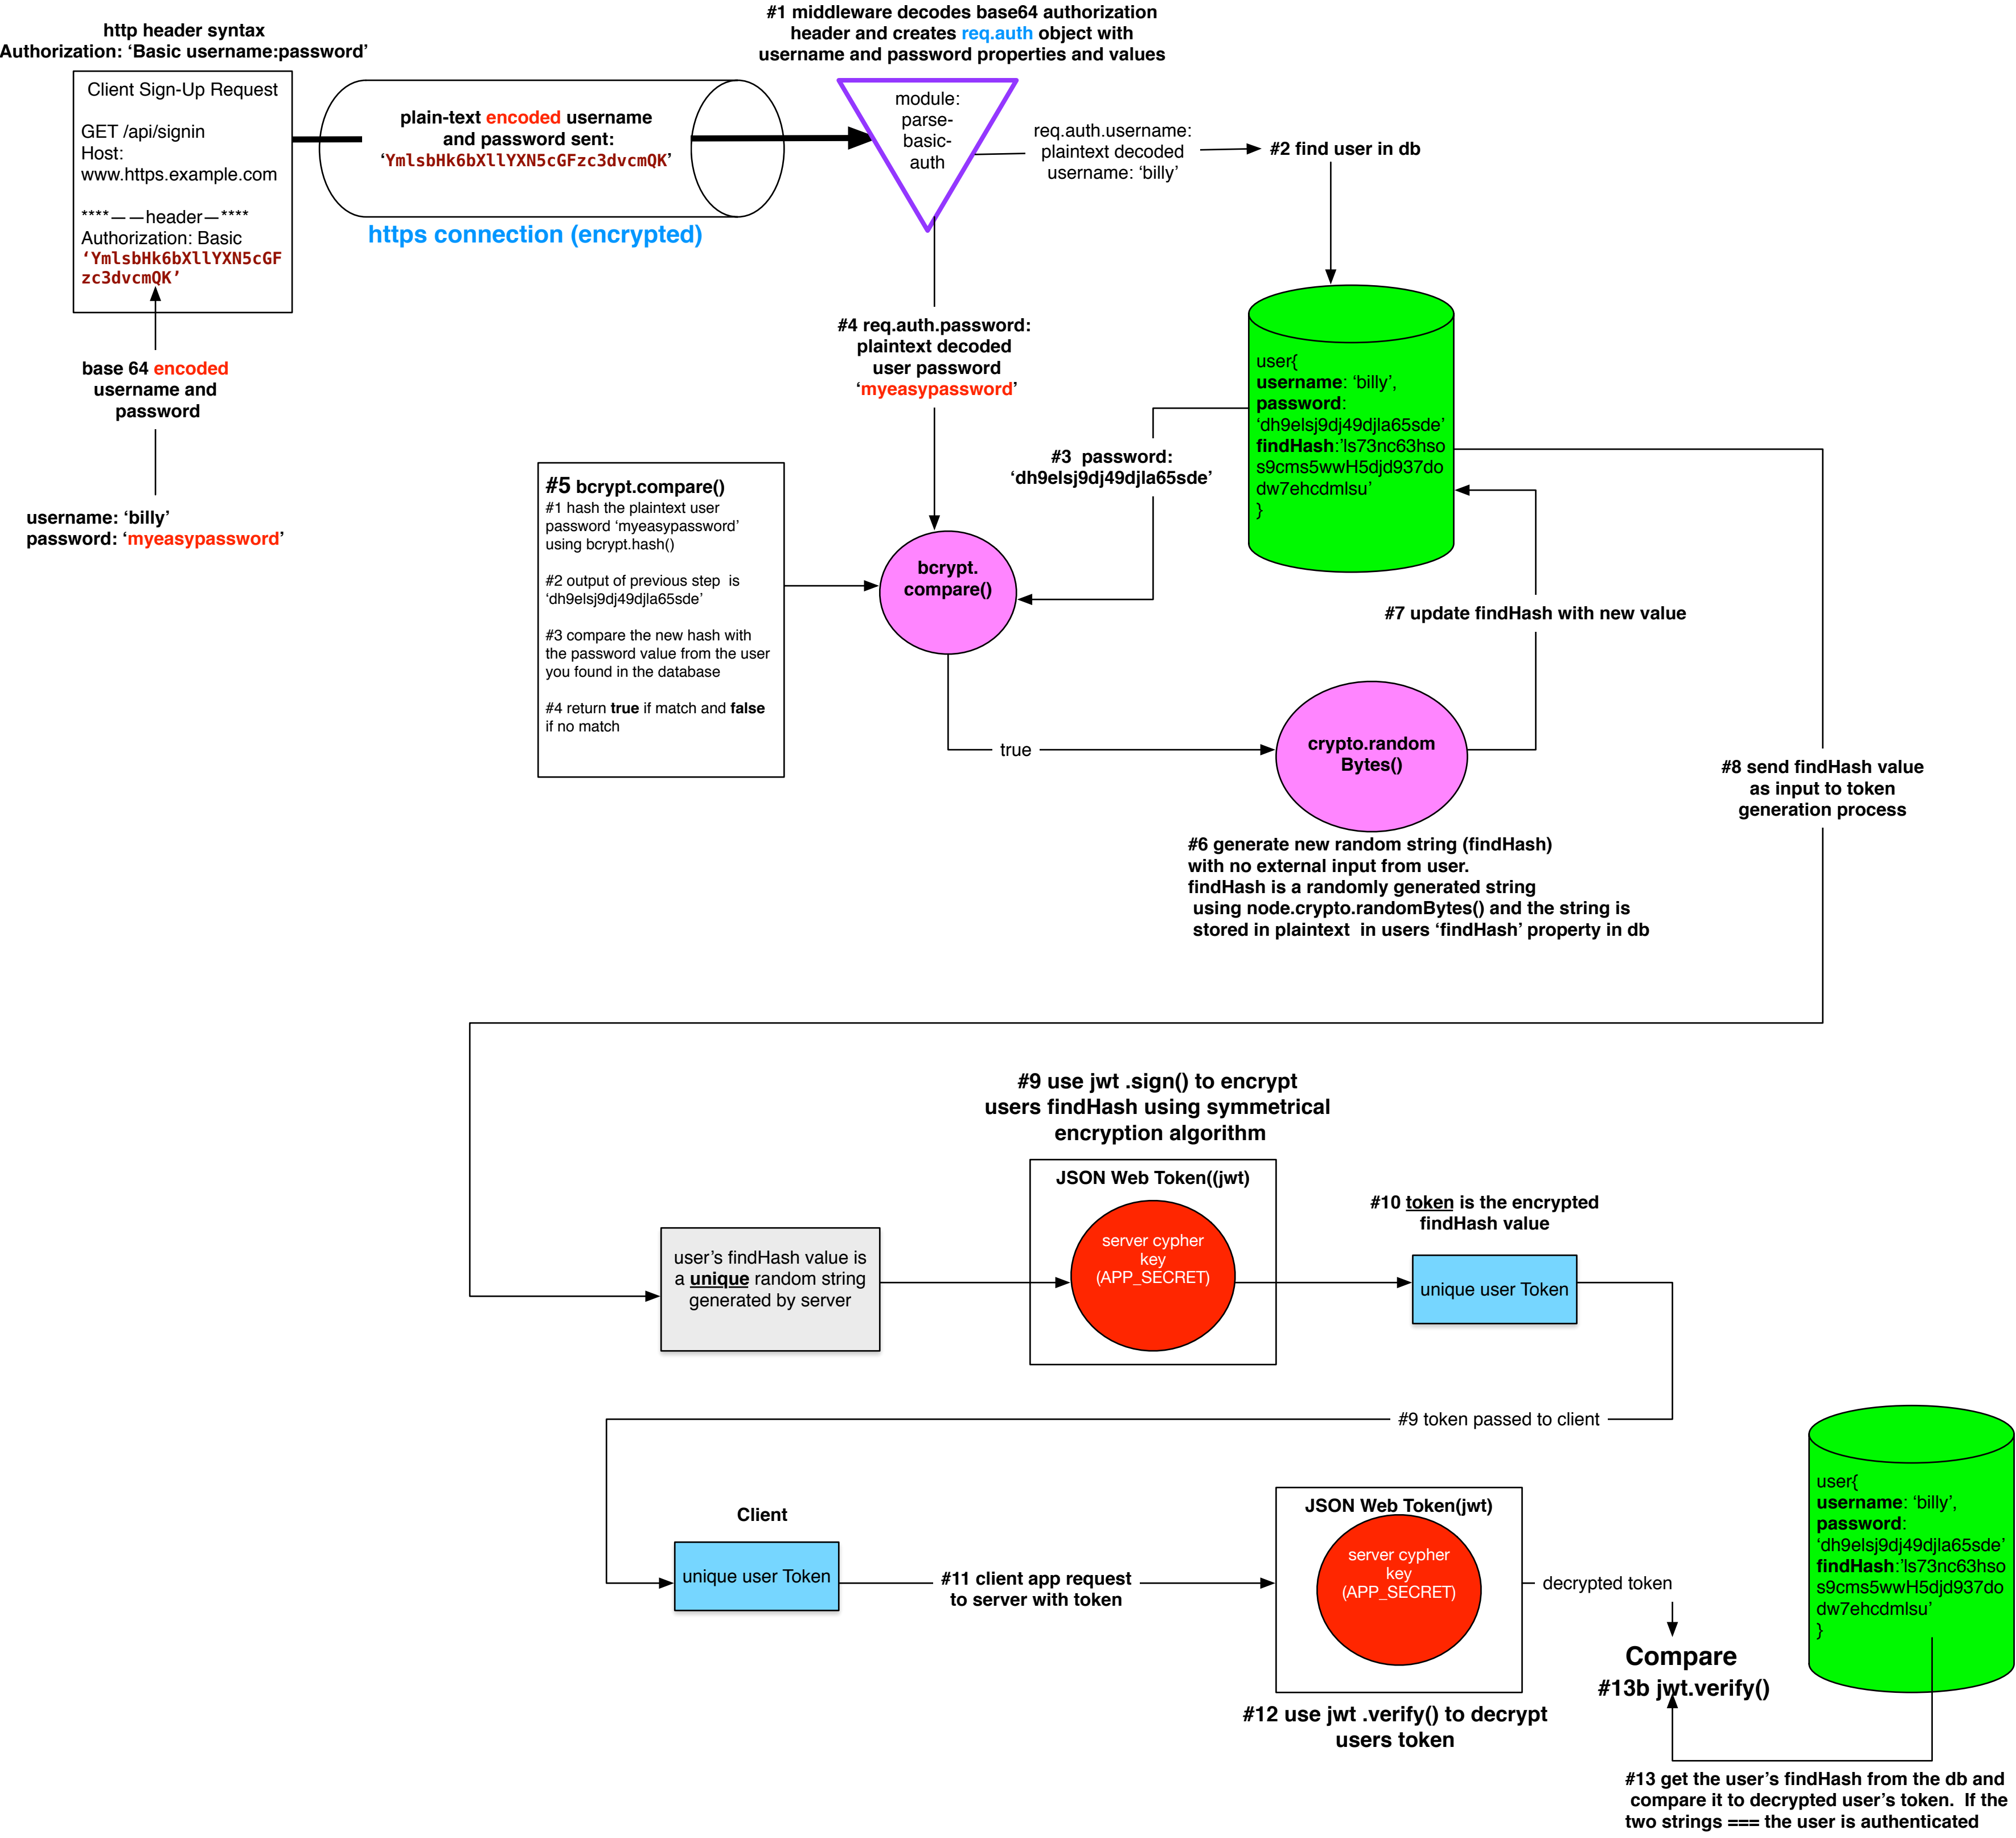 http header syntax
Authorization: ‘Basic username:password’
Client Sign-Up Request
GET /api/signin
Host:
www.https.example.com
****— —header—****
Authorization: Basic
‘YmlsbHk6bXllYXN5cGF
zc3dvcmQK’
base 64 encoded
username and
password
username: ‘billy’
password: ‘myeasypassword’
plain-text encoded username
and password sent:
‘YmlsbHk6bXllYXN5cGFzc3dvcmQK’
https connection (encrypted)
#1 middleware decodes base64 authorization
header and creates req.auth object with
username and password properties and values
module:
parse-
basic-
auth
req.auth.username:
plaintext decoded
username: ‘billy’
#2 find user in db
user{
username: ‘billy’,
password:
‘dh9elsj9dj49djla65sde’
findHash:’ls73nc63hso
s9cms5wwH5djd937do
dw7ehcdmlsu’
}
#3 password:
‘dh9elsj9dj49djla65sde’
#4 req.auth.password:
plaintext decoded
user password
‘myeasypassword’
#5 bcrypt.compare()
#1 hash the plaintext user
password ‘myeasypassword’
using bcrypt.hash()
#2 output of previous step is
‘dh9elsj9dj49djla65sde’
#3 compare the new hash with
the password value from the user
you found in the database
#4 return true if match and false
if no match
bcrypt.
compare()
true
crypto.random
Bytes()
#6 generate new random string (findHash)
with no external input from user.
findHash is a randomly generated string
using node.crypto.randomBytes() and the string is
stored in plaintext in users ‘findHash’ property in db
#7 update findHash with new value
#8 send findHash value
as input to token
generation process
#9 use jwt .sign() to encrypt
users findHash using symmetrical
encryption algorithm
user’s findHash value is
a unique random string
generated by server
JSON Web Token((jwt)
server cypher
key
(APP_SECRET)
#10 token is the encrypted
findHash value
unique user Token
#9 token passed to client
Client
unique user Token
#11 client app request
to server with token
JSON Web Token(jwt)
server cypher
key
(APP_SECRET)
#12 use jwt .verify() to decrypt
users token
decrypted token
Compare
#13b jwt.verify()
user{
username: ‘billy’,
password:
‘dh9elsj9dj49djla65sde’
findHash:’ls73nc63hso
s9cms5wwH5djd937do
dw7ehcdmlsu’
}
#13 get the user’s findHash from the db and
compare it to decrypted user’s token. If the
two strings === the user is authenticated